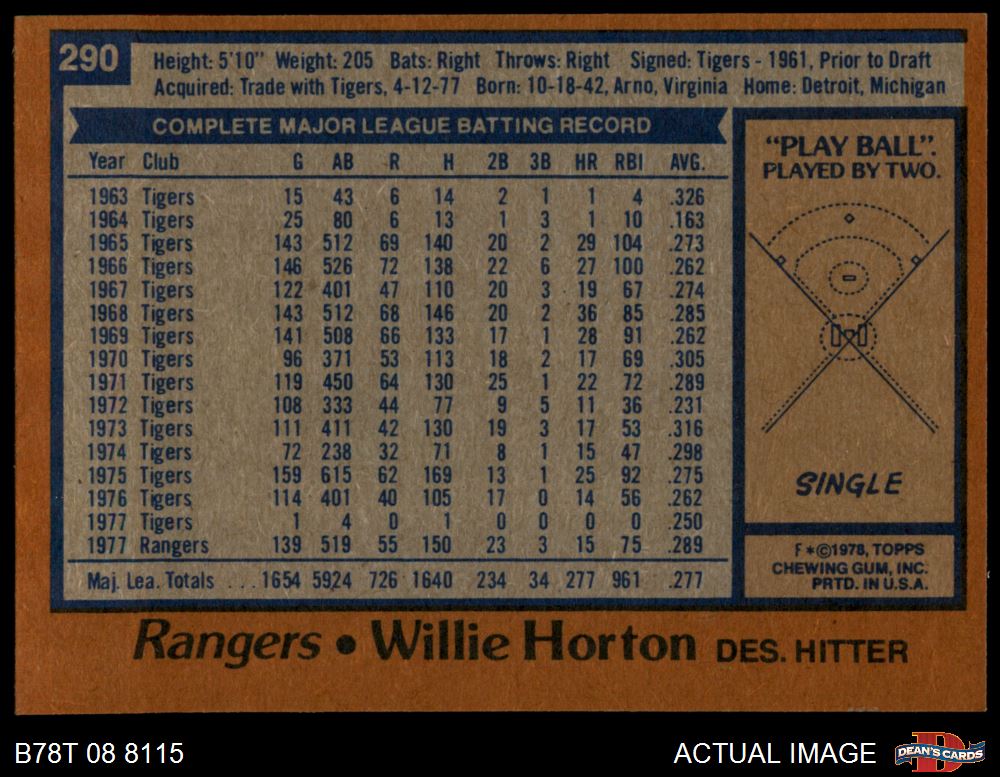 290
Height: 5'10" Weight: 205 Bats: Right Throws: Right Signed: Tigers - 1961, Prior to Draft
Acquired: Trade with Tigers, 4-12-77 Born: 10-18-42, Arno, Virginia Home: Detroit, Michigan
COMPLETE MAJOR LEAGUE BATTING RECORD
Year Club G AB R H 2B 3B HR RBI AVG.
1963 Tigers 15 43 6 14 2 1 1 4 .326
1964 Tigers 25 80 6 13 1 3 1 10 .163
1965 Tigers 143 512 69 140 20 2 29 104 .273
1966 Tigers 146 526 72 138 22 6 27 100 .262
1967 Tigers 122 401 47 110 20 3 19 67 .274
1968 Tigers 143 512 68 146 20 2 36 85 .285
1969 Tigers 141 508 66 133 17 1 28 91 .262
1970 Tigers 96 371 53 113 18 2 17 69 .305
1971 Tigers 119 450 64 130 25 1 22 72 .289
1972 Tigers 108 333 44 77 9 5 11 36 .231
1973 Tigers 111 411 42 130 19 3 17 53 .316
1974 Tigers 72 238 32 71 8 1 15 47 .298
1975 Tigers 159 615 62 169 13 1 25 92 .275
1976 Tigers 114 401 40 105 17 0 14 56 .262
1977 Tigers 1 4 0 1 0 0 0 0 .250
1977 Rangers 139 519 55 150 23 3 15 75 .289
Maj. Lea. Totals ... 1654 5924 726 1640 234 34 277 961 .277
"PLAY BALL".
PLAYED BY TWO.
SINGLE
F*©1978, TOPPS
CHEWING GUM, INC.
PRTD. IN U.S.A.
Rangers • Willie Horton DES. HITTER
B78T 08 8115
ACTUAL IMAGE
DEAN'S CARDS